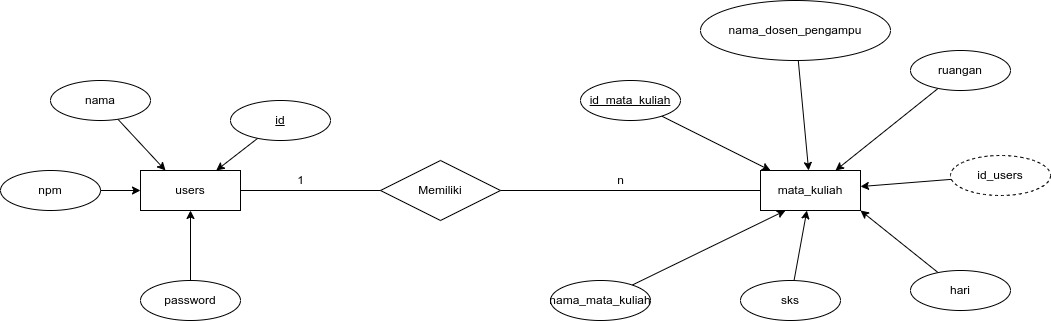 nama_dosen_pengampu
ruangan
nama
id_mata_kuliah
id
id_users
npm
users
1
Memiliki
n
mata_kuliah
password
nama_mata_kuliah
sks
hari